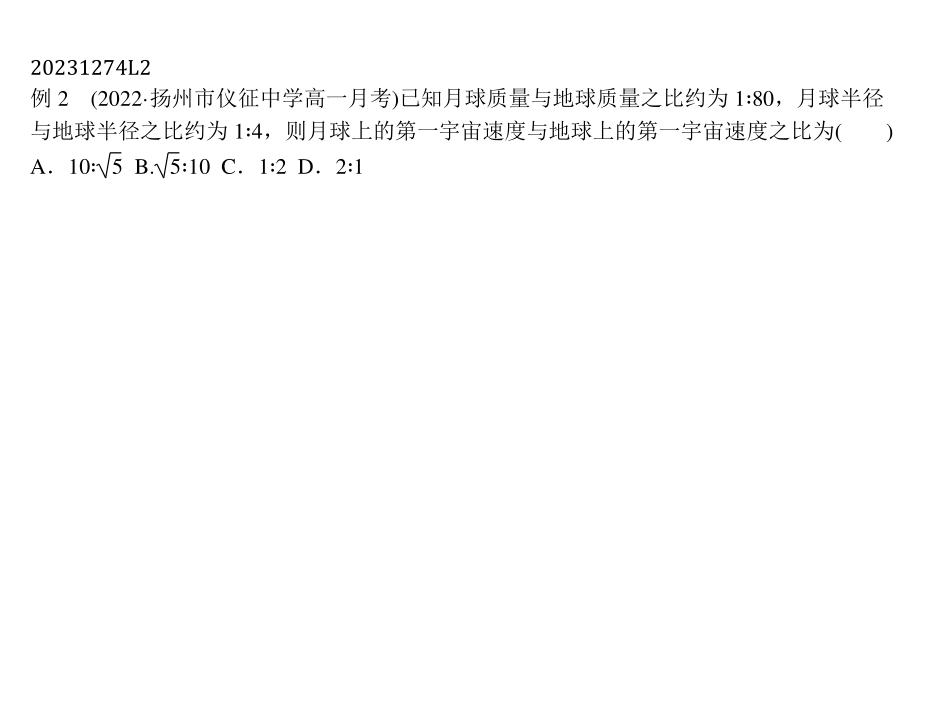 20231274L2
例 2　(2022·扬州市仪征中学高一月考)已知月球质量与地球质量之比约为 1∶80，月球半径
与地球半径之比约为 1∶4，则月球上的第一宇宙速度与地球上的第一宇宙速度之比为(　　)
A．10∶√5  B.√5∶10  C．1∶2  D．2∶1